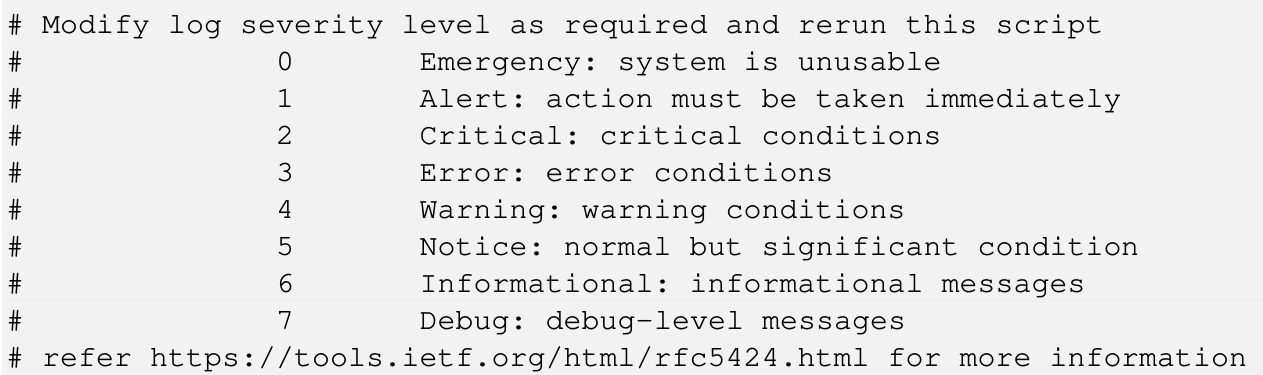 # Modify log severity level as required and rerun this script
#              0       Emergency: system is unusable
#              1       Alert: action must be taken immediately
#              2       Critical: critical conditions
#              3       Error: error conditions
#              4       Warning: warning conditions
#              5       Notice: normal but significant condition
#              6       Informational: informational messages
#              7       Debug: debug-level messages
# refer https://tools.ietf.org/html/rfc5424.html for more information